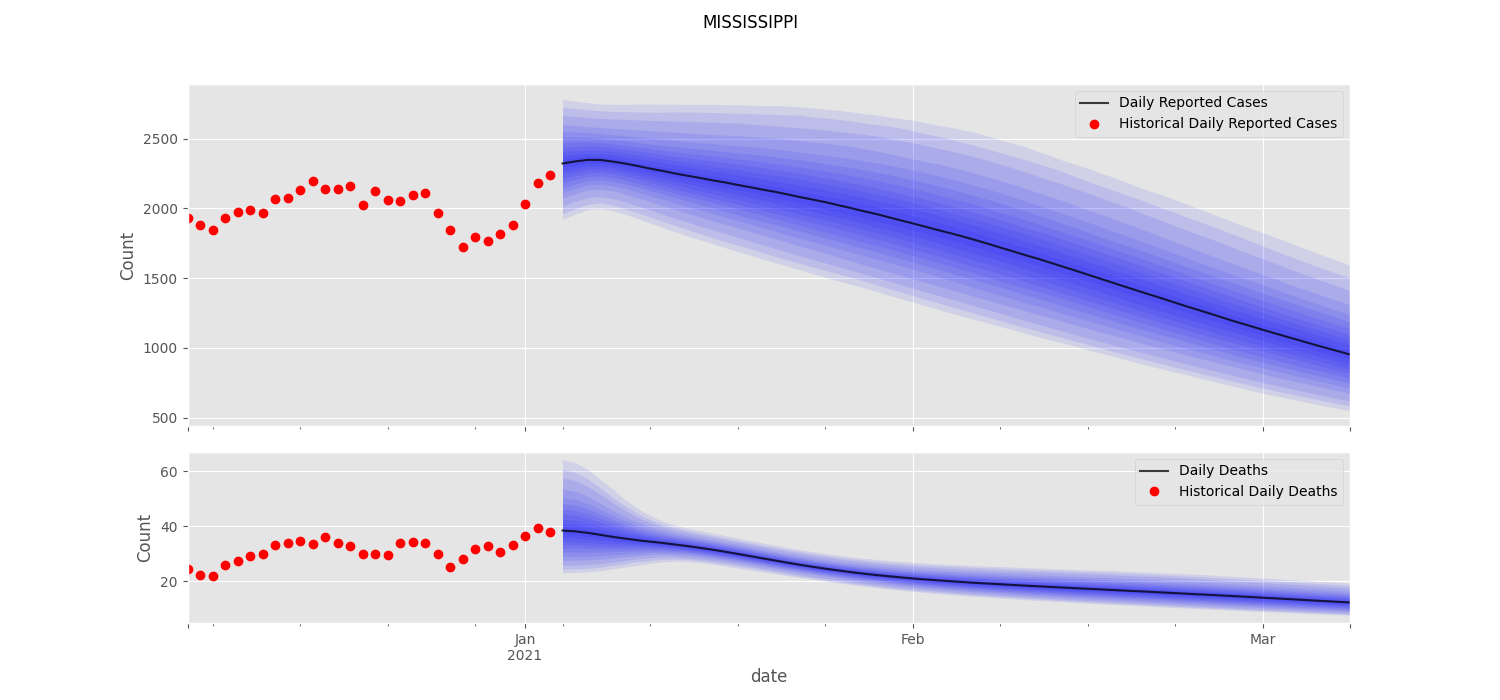 MISSISSIPPI
Daily Reported Cases
Historical Daily Reported Cases
2500
2000
1500
1000
500
Count
Daily Deaths
Historical Daily Deaths
60
40
20
Count
Jan
2021
Feb
Mar
date